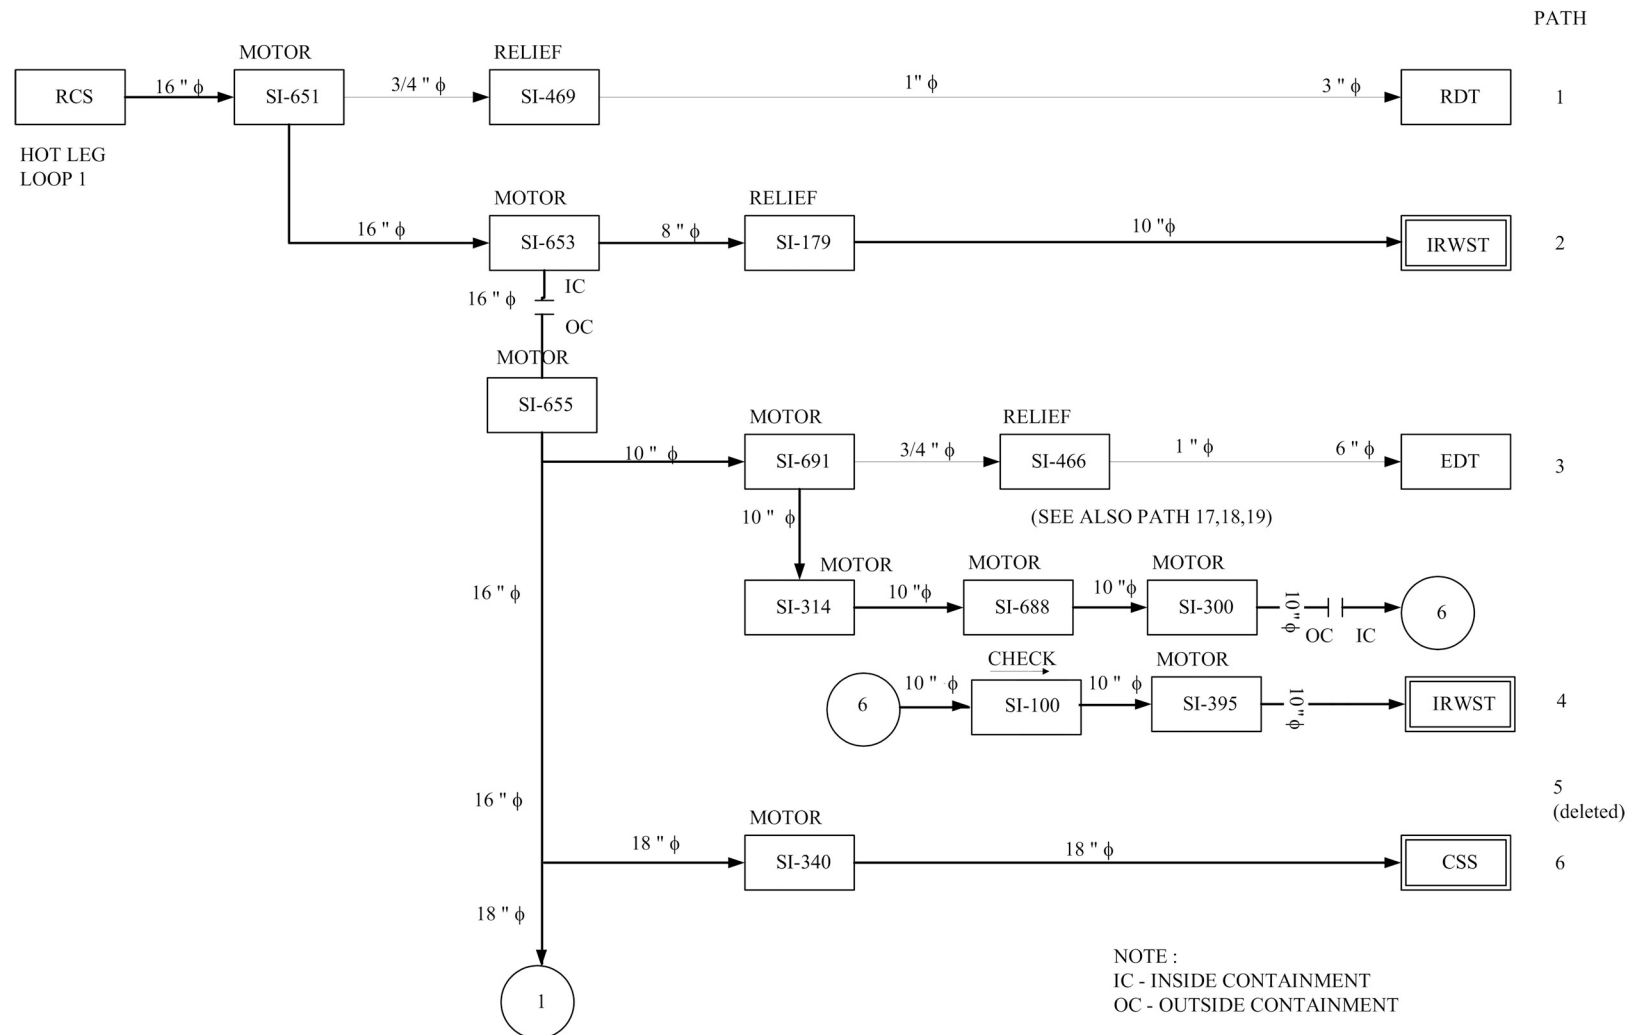 PATH
MOTOR
RELIEF
RCS
16 " ϕ
SI-651
3/4 " ϕ
SI-469
1" ϕ
3 " ϕ
RDT
1
HOT LEG
LOOP 1
MOTOR
RELIEF
16 " ϕ
SI-653
8 " ϕ
SI-179
10 "ϕ
IRWST
2
16 " ϕ
IC
OC
MOTOR
SI-655
MOTOR
RELIEF
10 " ϕ
SI-691
3/4 " ϕ
SI-466
1 " ϕ
6 " ϕ
EDT
3
10 " ϕ
(SEE ALSO PATH 17,18,19)
MOTOR
MOTOR
MOTOR
16 " ϕ
SI-314
10 "ϕ
SI-688
10 "ϕ
SI-300
10 "ϕ
OC
IC
6
CHECK
MOTOR
6
10 " ϕ
SI-100
10 " ϕ
SI-395
10 "ϕ
IRWST
4
5
(deleted)
16 " ϕ
MOTOR
18 " ϕ
SI-340
18 " ϕ
CSS
6
18 " ϕ
1
NOTE :
IC - INSIDE CONTAINMENT
OC - OUTSIDE CONTAINMENT